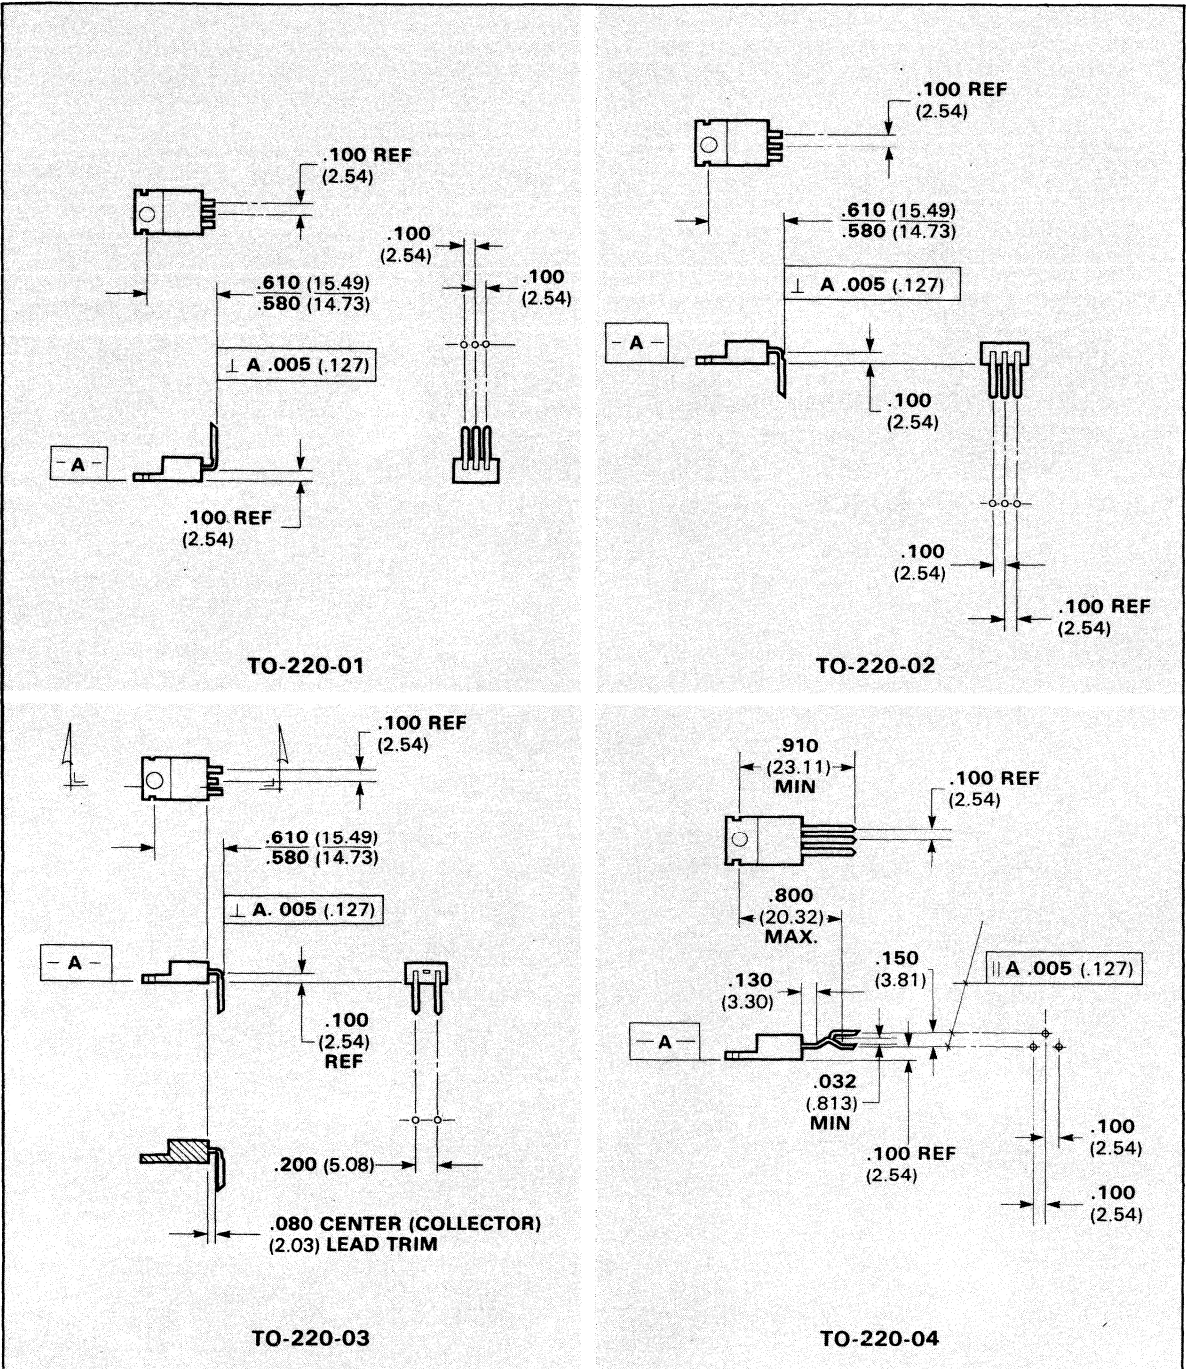 .100 REF
(2.54)
.610 (15.49)
.580 (14.73)
.100
(2.54)
.100
(2.54)
⊥ A .005 (.127)
- A -
.100 REF
(2.54)
TO-220-01
.100 REF
(2.54)
.610 (15.49)
.580 (14.73)
⊥ A .005 (.127)
- A -
.100
(2.54)
.100
(2.54)
.100 REF
(2.54)
TO-220-02
.100 REF
(2.54)
.610 (15.49)
.580 (14.73)
⊥ A. 005 (.127)
- A -
.100
(2.54)
REF
.200 (5.08)
.080 CENTER (COLLECTOR)
(2.03) LEAD TRIM
TO-220-03
.910
(23.11)
MIN
.100 REF
(2.54)
.800
(20.32)
MAX.
.130
(3.30)
.150
(3.81)
|| A .005 (.127)
- A -
.032
(.813)
MIN
.100 REF
(2.54)
.100
(2.54)
.100
(2.54)
TO-220-04